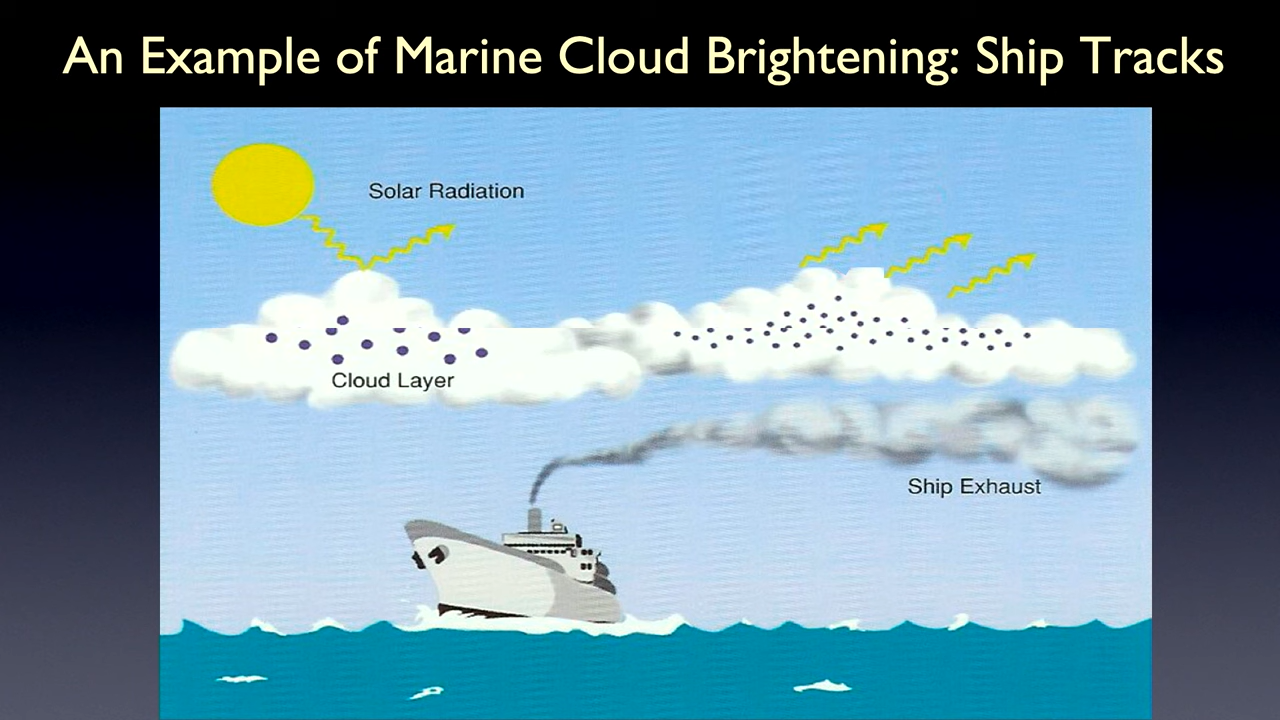 An Example of Marine Cloud Brightening: Ship Tracks
Solar Radiation
Cloud Layer
Ship Exhaust